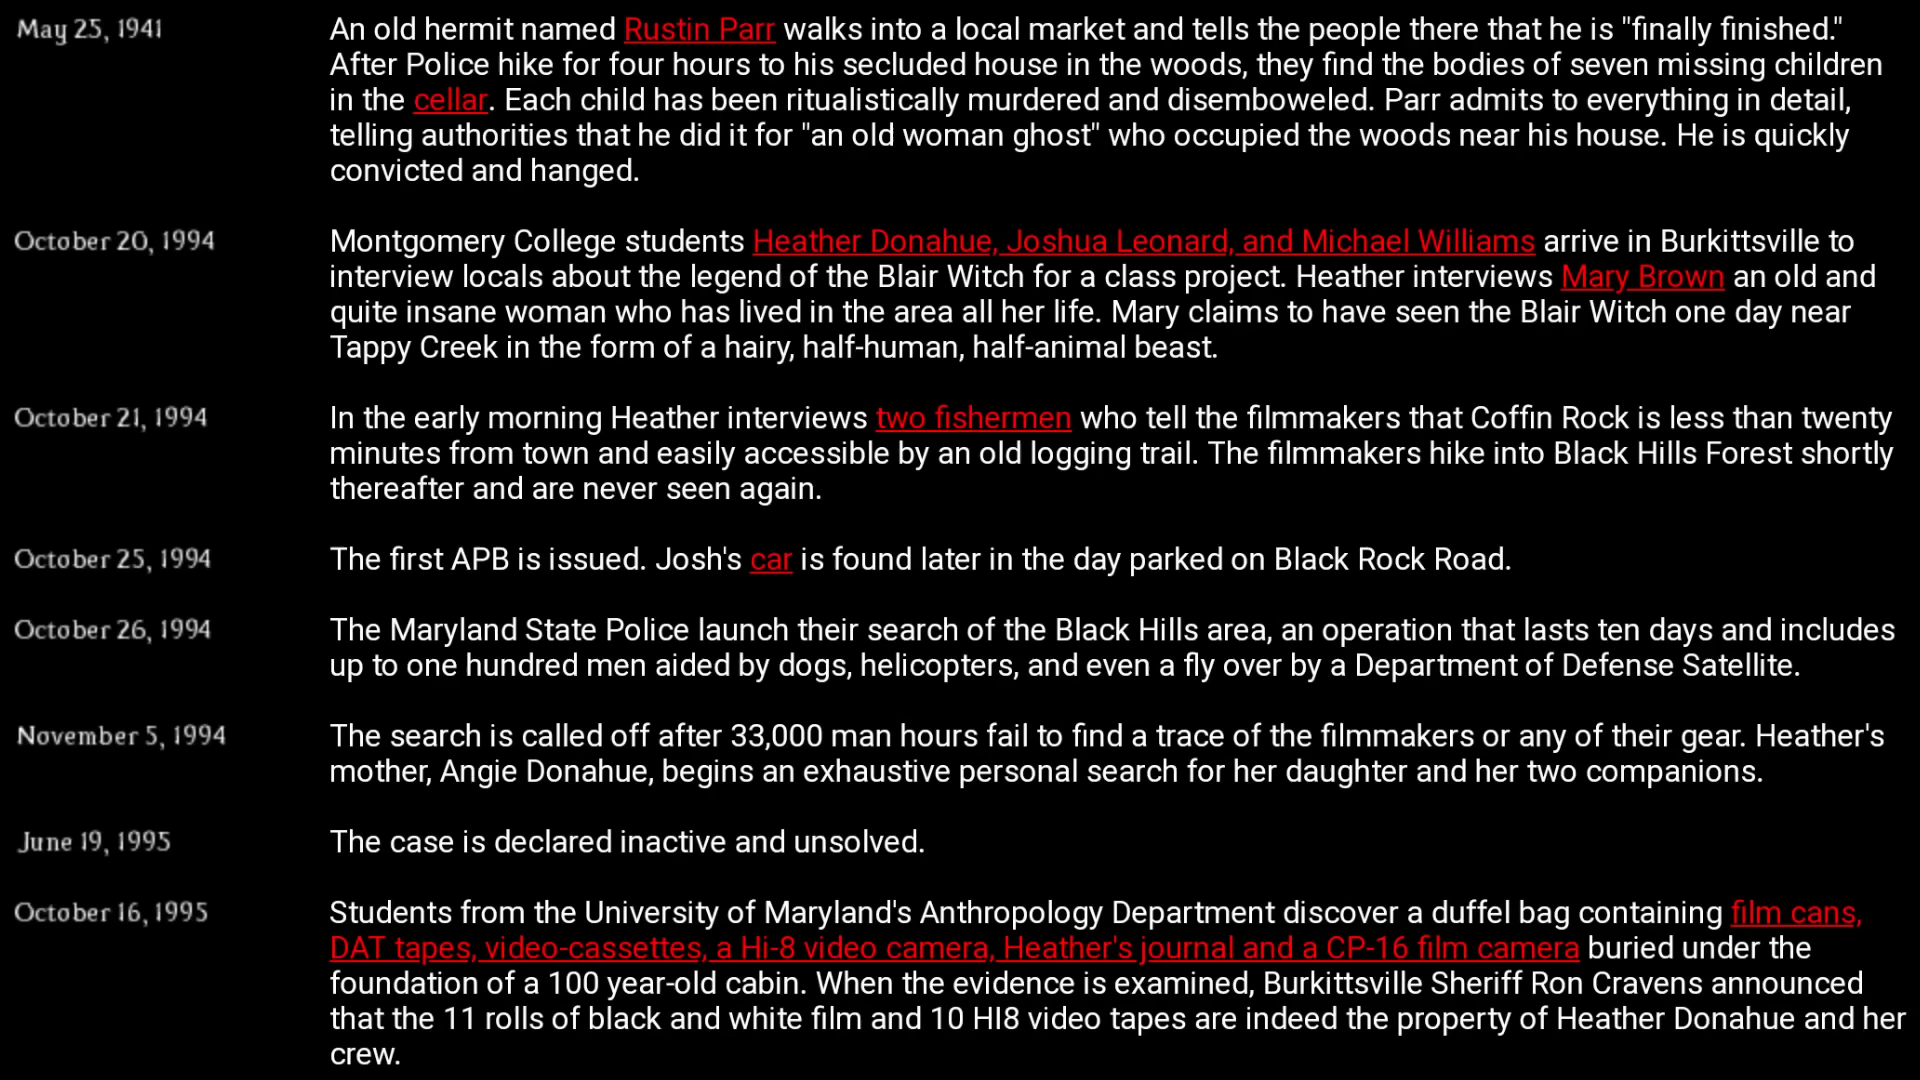 May 25, 1941
An old hermit named Rustin Parr walks into a local market and tells the people there that he is "finally finished."
After Police hike for four hours to his secluded house in the woods, they find the bodies of seven missing children
in the cellar. Each child has been ritualistically murdered and disemboweled. Parr admits to everything in detail,
telling authorities that he did it for "an old woman ghost" who occupied the woods near his house. He is quickly
convicted and hanged.
October 20, 1994
Montgomery College students Heather Donahue, Joshua Leonard, and Michael Williams arrive in Burkittsville to
interview locals about the legend of the Blair Witch for a class project. Heather interviews Mary Brown an old and
quite insane woman who has lived in the area all her life. Mary claims to have seen the Blair Witch one day near
Tappy Creek in the form of a hairy, half-human, half-animal beast.
October 21, 1994
In the early morning Heather interviews two fishermen who tell the filmmakers that Coffin Rock is less than twenty
minutes from town and easily accessible by an old logging trail. The filmmakers hike into Black Hills Forest shortly
thereafter and are never seen again.
October 25, 1994
The first APB is issued. Josh's car is found later in the day parked on Black Rock Road.
October 26, 1994
The Maryland State Police launch their search of the Black Hills area, an operation that lasts ten days and includes
up to one hundred men aided by dogs, helicopters, and even a fly over by a Department of Defense Satellite.
November 5, 1994
The search is called off after 33,000 man hours fail to find a trace of the filmmakers or any of their gear. Heather's
mother, Angie Donahue, begins an exhaustive personal search for her daughter and her two companions.
June 19, 1995
The case is declared inactive and unsolved.
October 16, 1995
Students from the University of Maryland's Anthropology Department discover a duffel bag containing film cans,
DAT tapes, video-cassettes, a Hi-8 video camera, Heather's journal and a CP-16 film camera buried under the
foundation of a 100 year-old cabin. When the evidence is examined, Burkittsville Sheriff Ron Cravens announced
that the 11 rolls of black and white film and 10 HI8 video tapes are indeed the property of Heather Donahue and her
crew.